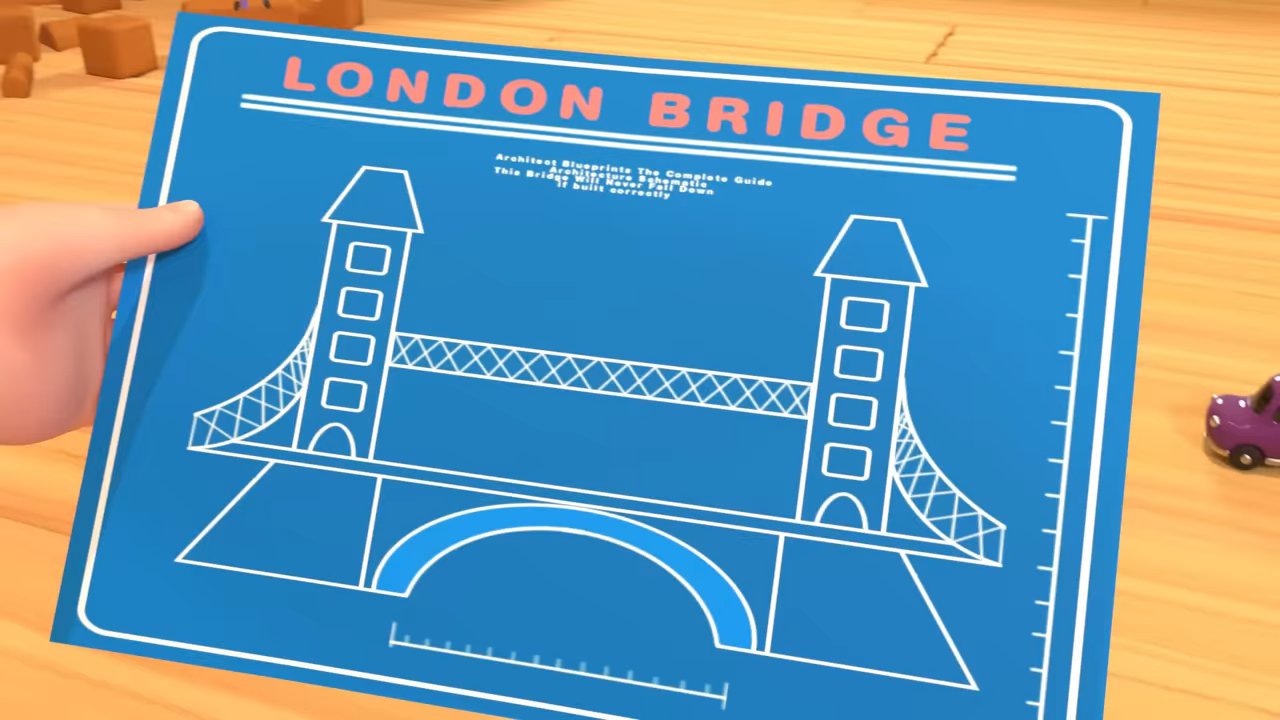 LONDON BRIDGE
Architect Blueprints The Complete Guide
Architecture Schematic
This Bridge Will Never Fall Down
If built correctly